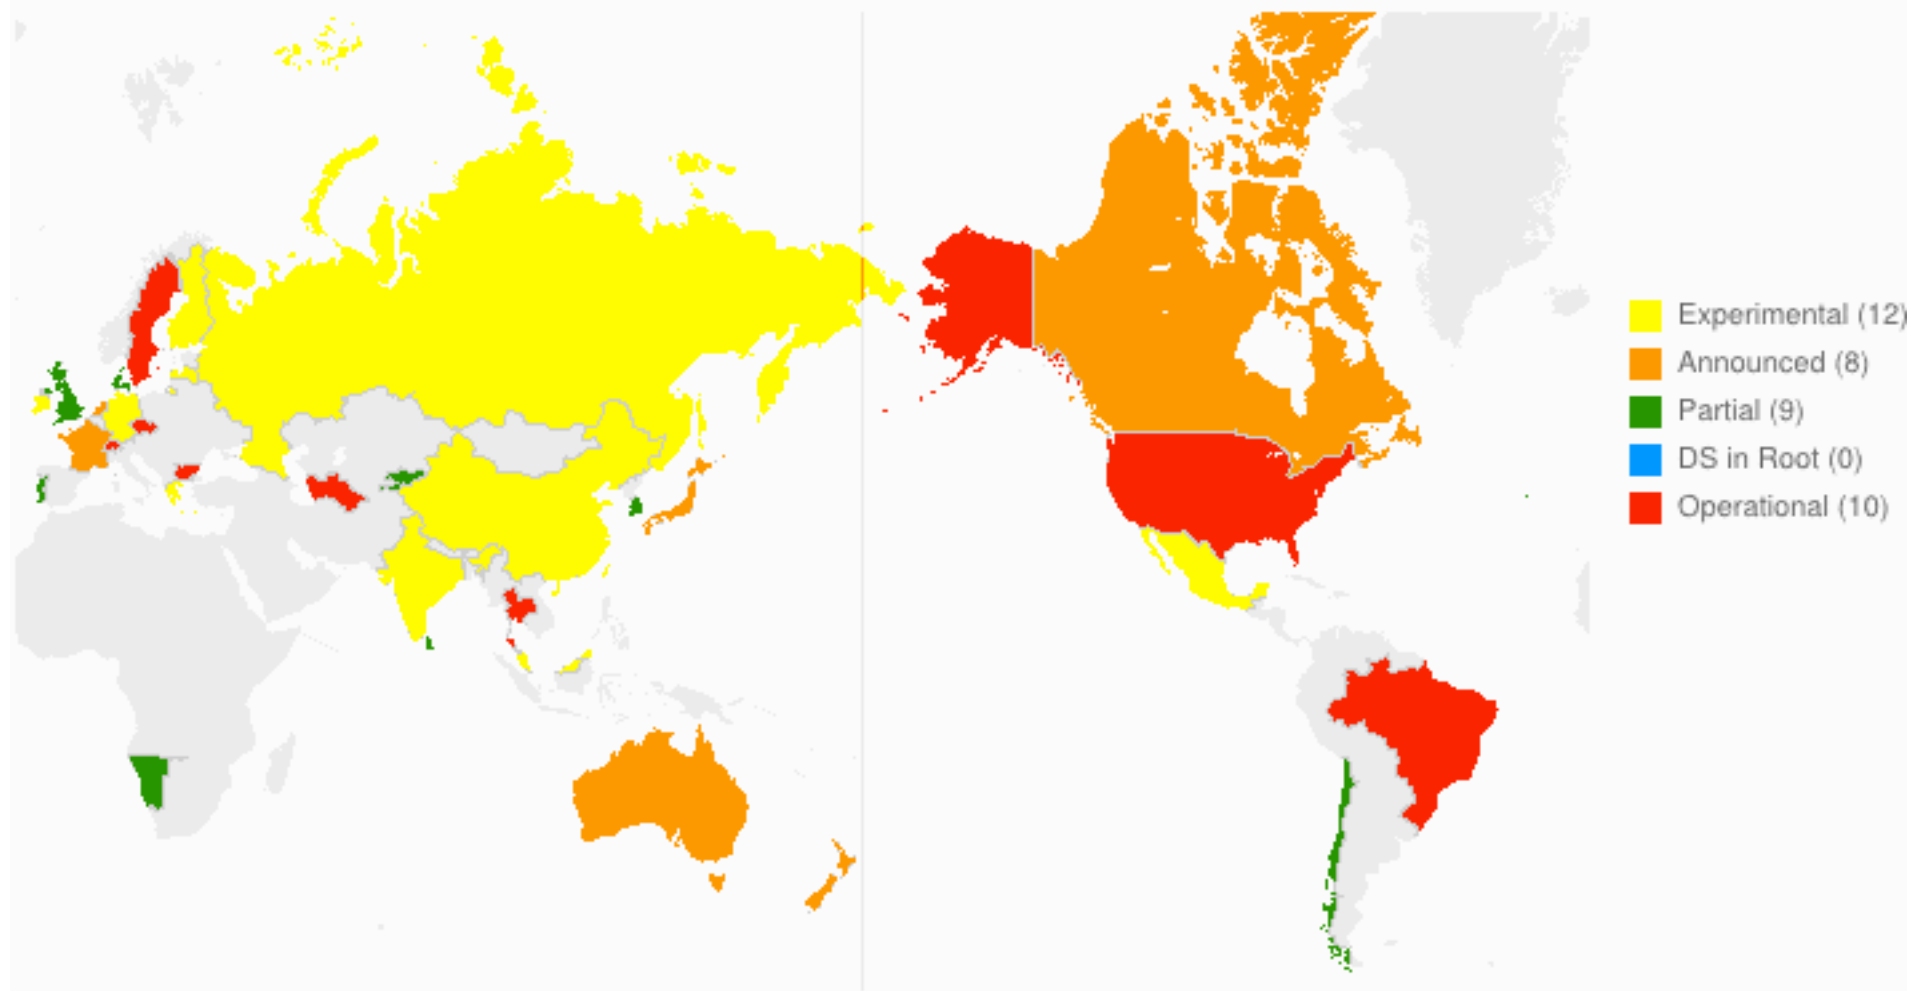 Experimental (12)
Announced (8)
Partial (9)
DS in Root (0)
Operational (10)